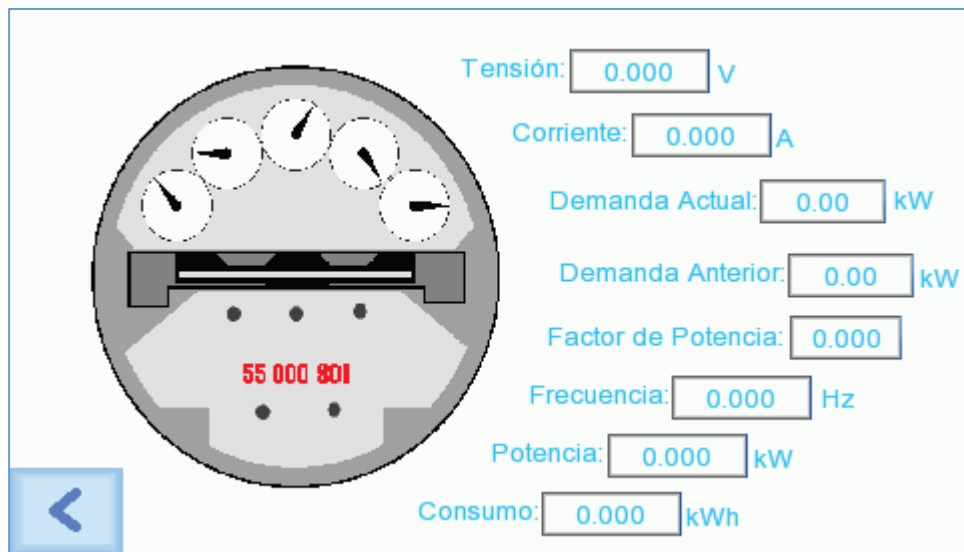 Tensión: 0.000 V
Corriente: 0.000 A
Demanda Actual: 0.00 kW
Demanda Anterior: 0.00 kW
Factor de Potencia: 0.000
55 000 801
Frecuencia: 0.000 Hz
Potencia: 0.000 kW
Consumo: 0.000 kWh